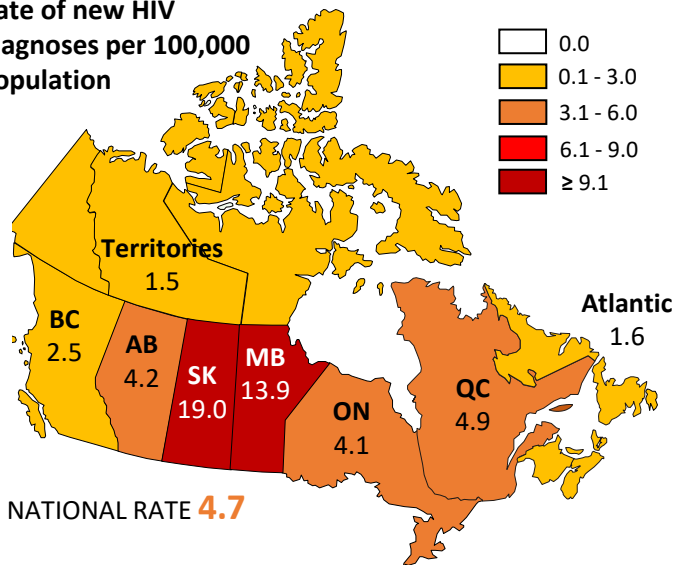 ate of new HIV
agnoses per 100,000
opulation
0.0
0.1 - 3.0
3.1 - 6.0
6.1 - 9.0
≥ 9.1
Territories
1.5
Atlantic
1.6
BC
2.5
AB
4.2
SK
19.0
MB
13.9
ON
4.1
QC
4.9
NATIONAL RATE 4.7